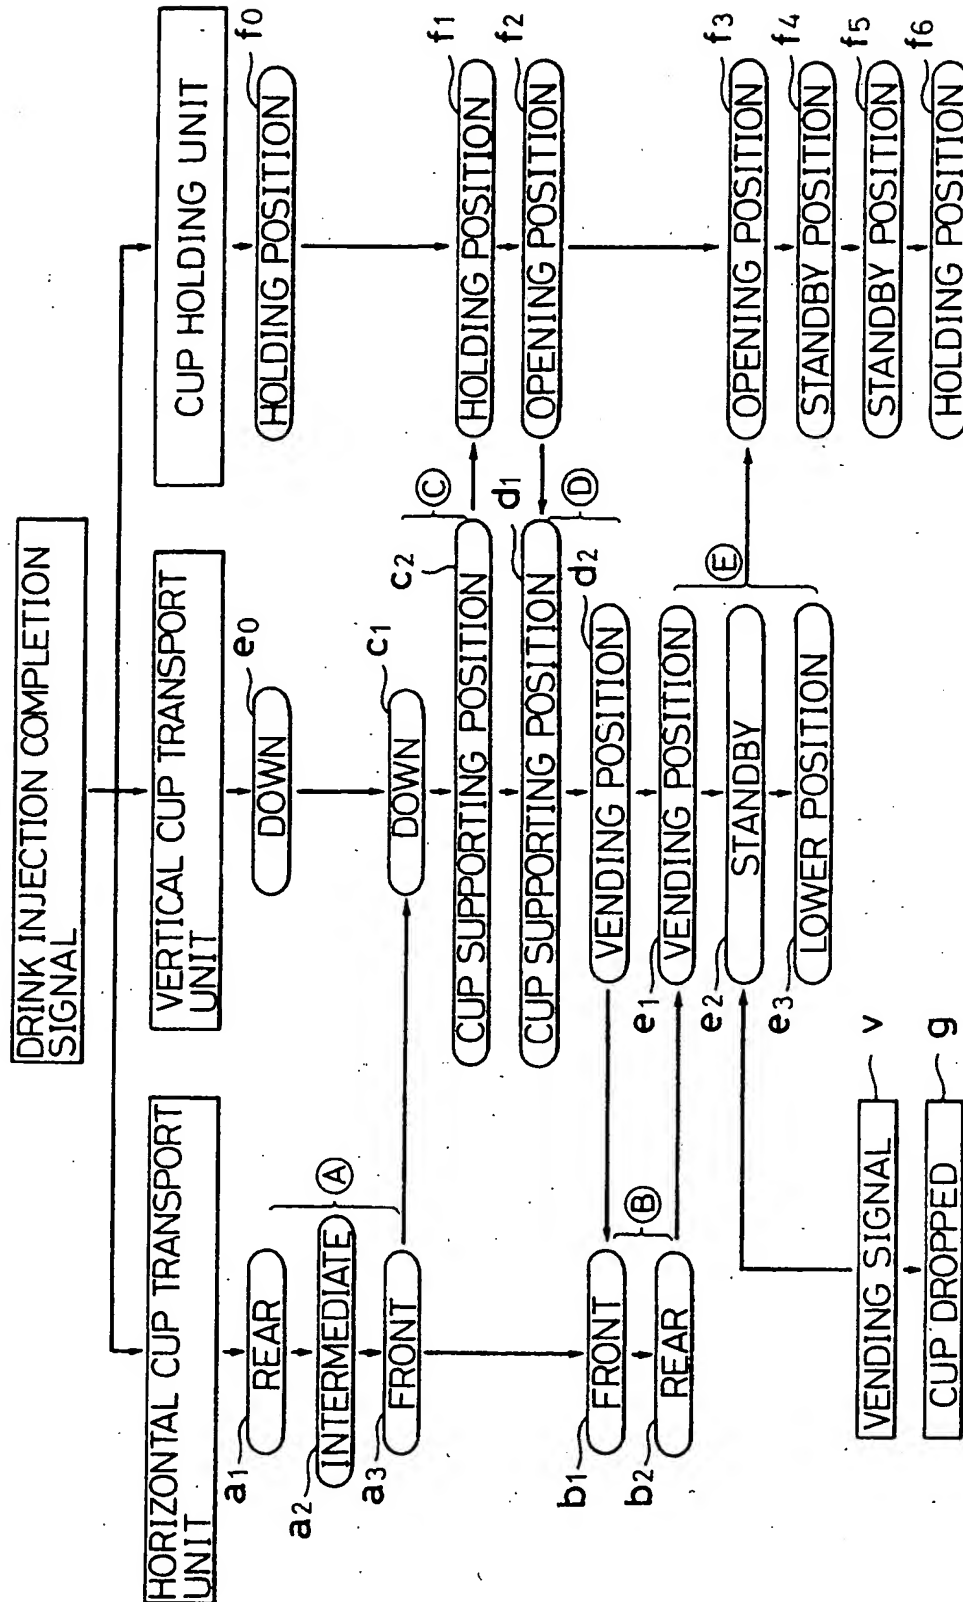 DRINK INJECTION COMPLETION
SIGNAL
HORIZONTAL CUP TRANSPORT
UNIT
VERTICAL CUP TRANSPORT
UNIT
CUP HOLDING UNIT
a1
REAR
e0
DOWN
f0
HOLDING POSITION
a2
INTERMEDIATE
A
a3
FRONT
c1
DOWN
c2
CUP SUPPORTING POSITION
C
f1
HOLDING POSITION
d1
CUP SUPPORTING POSITION
D
f2
OPENING POSITION
b1
FRONT
d2
VENDING POSITION
B
b2
REAR
e1
VENDING POSITION
E
e2
STANDBY
f3
OPENING POSITION
e3
LOWER POSITION
f4
STANDBY POSITION
VENDING SIGNAL
v
f5
STANDBY POSITION
CUP DROPPED
g
f6
HOLDING POSITION